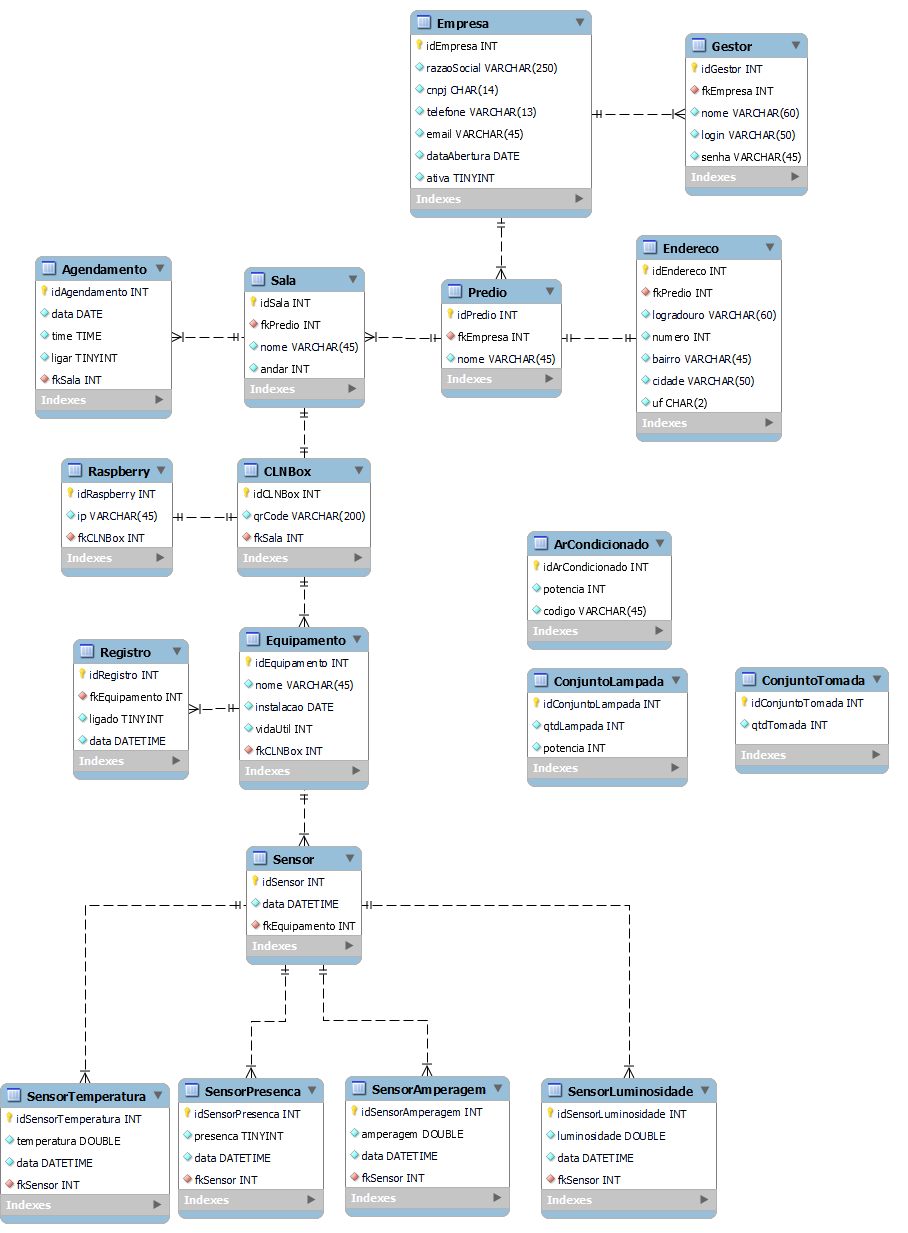 Empresa
idEmpresa INT
razaoSocial VARCHAR(250)
cnpj CHAR(14)
telefone VARCHAR(13)
email VARCHAR(45)
dataAbertura DATE
ativa TINYINT
Indexes
Gestor
idGestor INT
fkEmpresa INT
nome VARCHAR(60)
login VARCHAR(50)
senha VARCHAR(45)
Indexes
Agendamento
idAgendamento INT
data DATE
time TIME
ligar TINYINT
fkSala INT
Indexes
Sala
idSala INT
fkPredio INT
nome VARCHAR(45)
andar INT
Indexes
Predio
idPredio INT
fkEmpresa INT
nome VARCHAR(45)
Indexes
Endereco
idEndereco INT
fkPredio INT
logradouro VARCHAR(60)
numero INT
bairro VARCHAR(45)
cidade VARCHAR(50)
uf CHAR(2)
Indexes
Raspberry
idRaspberry INT
ip VARCHAR(45)
fkCLNBox INT
Indexes
CLNBox
idCLNBox INT
qrCode VARCHAR(200)
fkSala INT
Indexes
ArCondicionado
idArCondicionado INT
potencia INT
codigo VARCHAR(45)
Indexes
Registro
idRegistro INT
fkEquipamento INT
ligado TINYINT
data DATETIME
Indexes
Equipamento
idEquipamento INT
nome VARCHAR(45)
instalacao DATE
vidaUtil INT
fkCLNBox INT
Indexes
ConjuntoLampada
idConjuntoLampada INT
qtdLampada INT
potencia INT
Indexes
ConjuntoTomada
idConjuntoTomada INT
qtdTomada INT
Indexes
Sensor
idSensor INT
data DATETIME
fkEquipamento INT
Indexes
SensorTemperatura
idSensorTemperatura INT
temperatura DOUBLE
data DATETIME
fkSensor INT
Indexes
SensorPresenca
idSensorPresenca INT
presenca TINYINT
data DATETIME
fkSensor INT
Indexes
SensorAmperagem
idSensorAmperagem INT
amperagem DOUBLE
data DATETIME
fkSensor INT
Indexes
SensorLuminosidade
idSensorLuminosidade INT
luminosidade DOUBLE
data DATETIME
fkSensor INT
Indexes